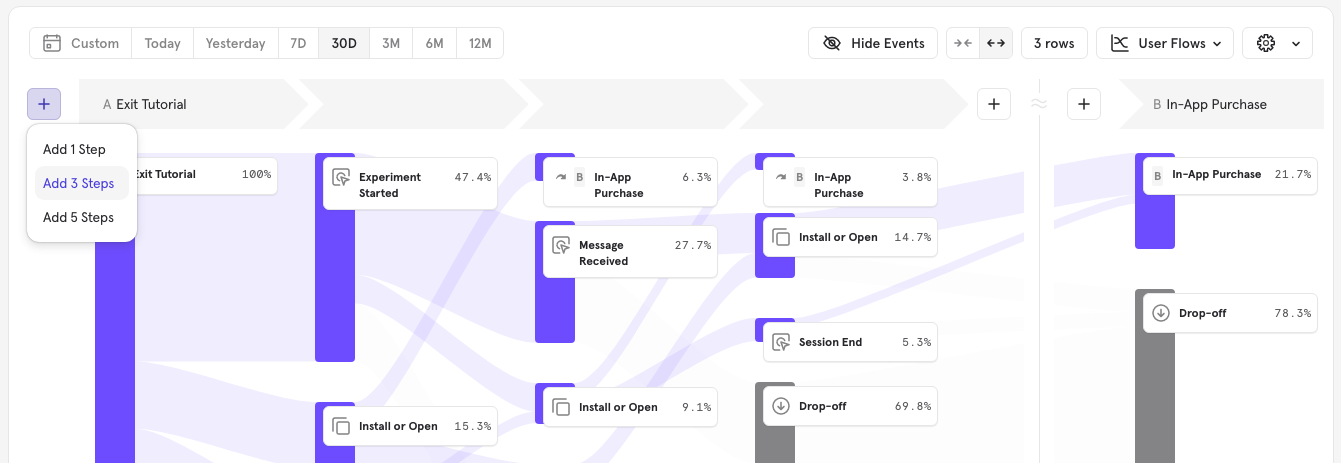 Custom Today Yesterday 7D 30D 3M 6M 12M Hide Events 3 rows User Flows
A Exit Tutorial B In-App Purchase
Add 1 Step
Add 3 Steps
Add 5 Steps
Exit Tutorial 100%
Experiment Started 47.4%
Install or Open 15.3%
B In-App Purchase 6.3%
Message Received 27.7%
Install or Open 9.1%
B In-App Purchase 3.8%
Install or Open 14.7%
Session End 5.3%
Drop-off 69.8%
B In-App Purchase 21.7%
Drop-off 78.3%